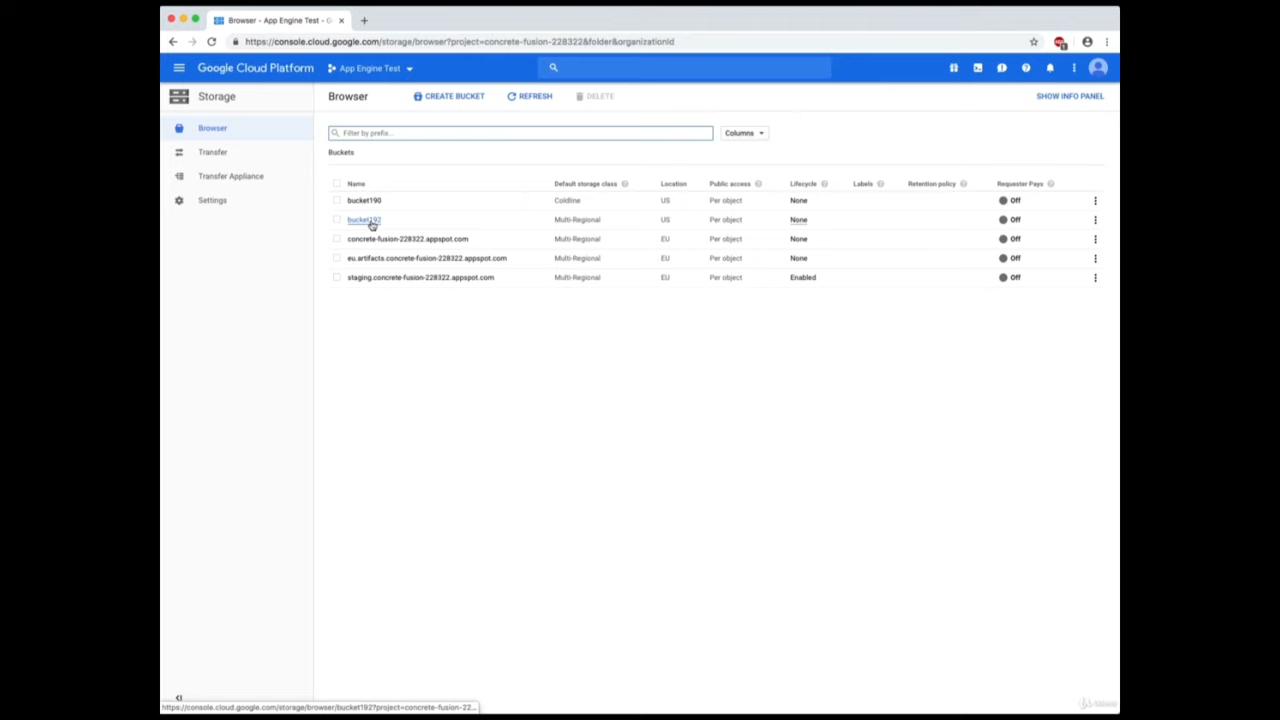 Browser - App Engine Test - G
https://console.cloud.google.com/storage/browser?project=concrete-fusion-228322&folder&organizationId
Google Cloud Platform App Engine Test
Storage Browser CREATE BUCKET REFRESH DELETE SHOW INFO PANEL
Browser
Transfer
Transfer Appliance
Settings
Filter by prefix... Columns
Buckets
Name Default storage class Location Public access Lifecycle Labels Retention policy Requester Pays
bucket190 Coldline US Per object None Off
bucket192 Multi-Regional US Per object None Off
concrete-fusion-228322.appspot.com Multi-Regional EU Per object None Off
eu.artifacts.concrete-fusion-228322.appspot.com Multi-Regional EU Per object None Off
staging.concrete-fusion-228322.appspot.com Multi-Regional EU Per object Enabled Off
https://console.cloud.google.com/storage/browser/bucket192?project=concrete-fusion-22...